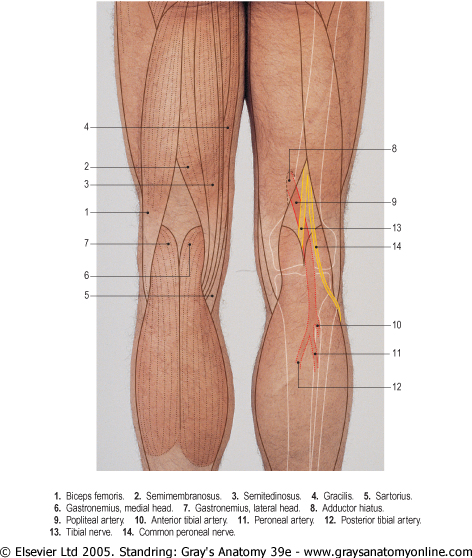 4
2
3
1
7
6
5
8
9
13
14
10
11
12
1. Biceps femoris. 2. Semimembranosus. 3. Semitedinosus. 4. Gracilis. 5. Sartorius.
6. Gastronemius, medial head. 7. Gastronemius, lateral head. 8. Adductor hiatus.
9. Popliteal artery. 10. Anterior tibial artery. 11. Peroneal artery. 12. Posterior tibial artery.
13. Tibial nerve. 14. Common peroneal nerve.
© Elsevier Ltd 2005. Standring: Gray's Anatomy 39e - www.graysanatomyonline.com